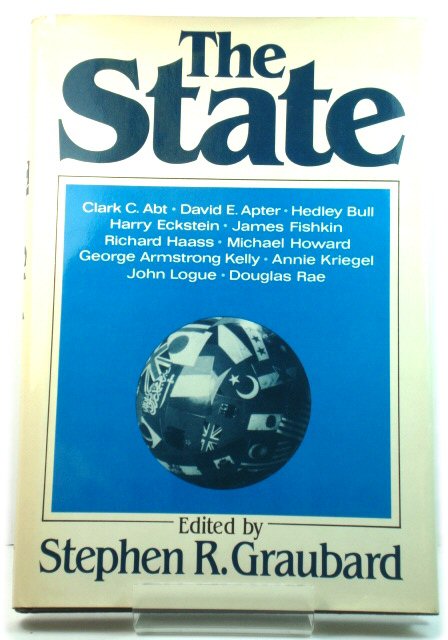 The
State
Clark C. Abt • David E. Apter • Hedley Bull
Harry Eckstein • James Fishkin
Richard Haass • Michael Howard
George Armstrong Kelly • Annie Kriegel
John Logue • Douglas Rae
Edited by
Stephen R. Graubard